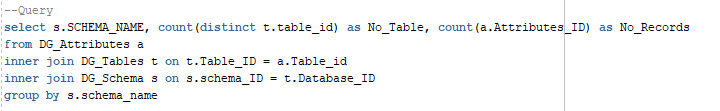 --Query
select s.SCHEMA_NAME, count(distinct t.table_id) as No_Table, count(a.Attributes_ID) as No_Records
from DG_Attributes a
inner join DG_Tables t on t.Table_ID = a.Table_id
inner join DG_Schema s on s.schema_ID = t.Database_ID
group by s.schema_name